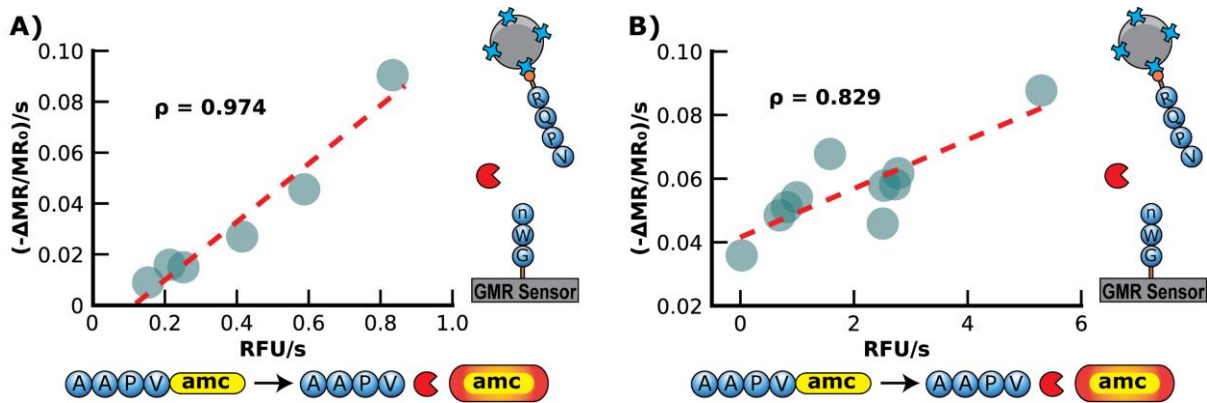 A)
0.10
0.08
0.06
0.04
0.02
0
(-ΔMR/MR₀)/s
ρ = 0.974
0
0.2
0.4
0.6
0.8
1.0
RFU/s
R
Q
P
V
n
W
G
GMR Sensor
A A P V amc → A A P V amc
B)
0.10
0.08
0.06
0.04
0.02
(-ΔMR/MR₀)/s
ρ = 0.829
0
2
4
6
RFU/s
R
Q
P
V
n
W
G
GMR Sensor
A A P V amc → A A P V amc